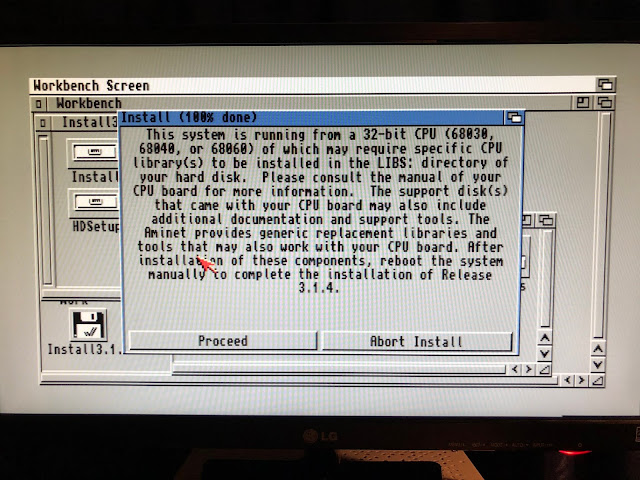 Workbench Screen
Workbench
Install3
Install (100% done)
This system is running from a 32-bit CPU (68030,
68040, or 68060) of which may require specific CPU
library(s) to be installed in the LIBS: directory of
your hard disk. Please consult the manual of your
CPU board for more information. The support disk(s)
that came with your CPU board may also include
additional documentation and support tools. The
Aminet provides generic replacement libraries and
tools that may also work with your CPU board. After
installation of these components, reboot the system
manually to complete the installation of Release
3.1.4.
Install
HDSetup
Work
Install3.1.
Proceed
Abort Install
LG